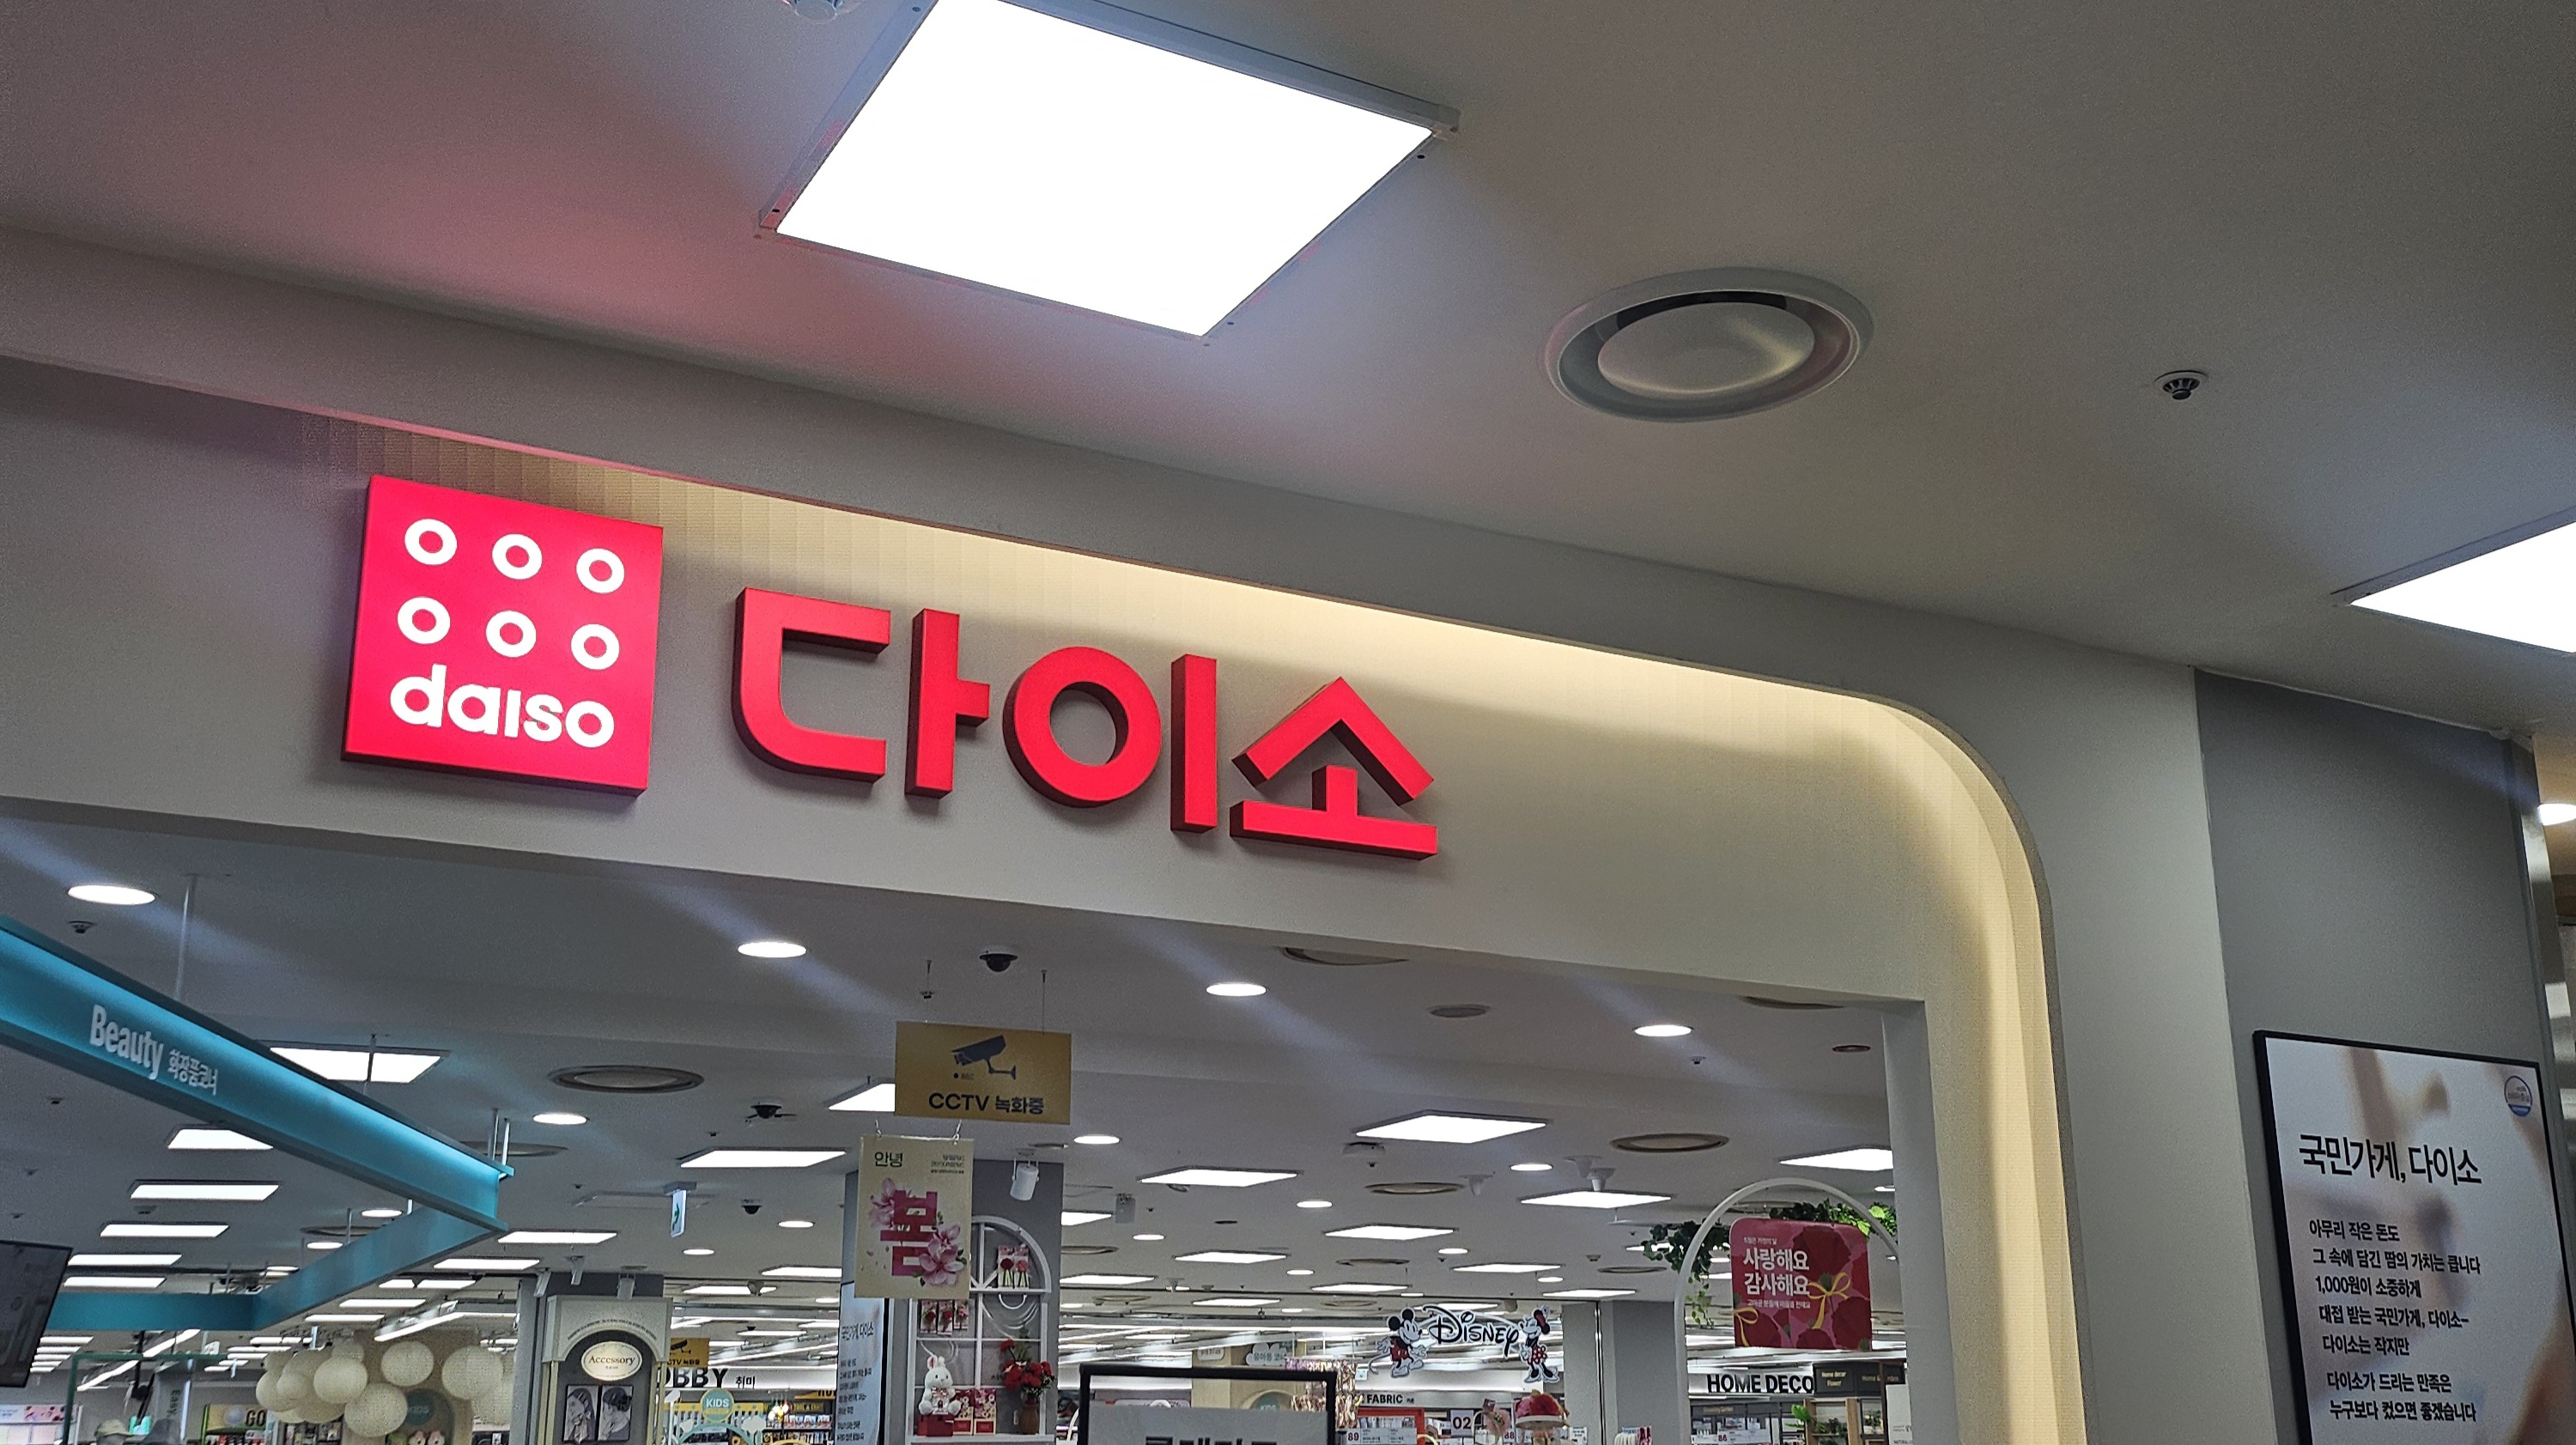 daiso
다이소
Beauty 화장품코너
CCTV 녹화중
안녕
봄
국민가게, 다이소
아무리 작은 돈도
그 속에 담긴 땀의 가치는 큽니다
1,000원이 소중하게
대접 받는 국민가게, 다이소-
다이소는 작지만
다이소가 드리는 만족은
누구보다 컸으면 좋겠습니다
사랑해요
감사해요
Disney
Accessory
OBBY 취미
KIDS
FABRIC
02
89
HOME DECO
GO